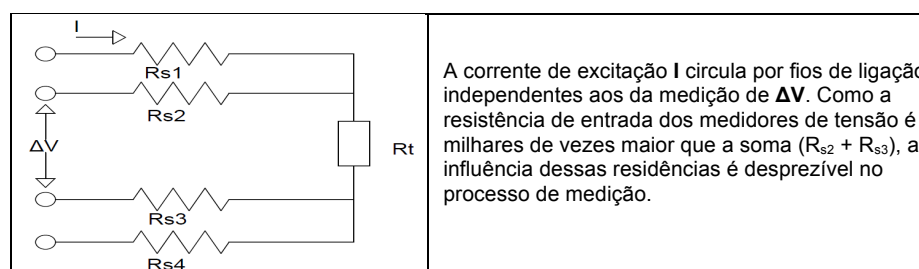 I
Rs1
Rs2
ΔV
Rt
Rs3
Rs4
A corrente de excitação I circula por fios de ligação
independentes aos da medição de ΔV. Como a
resistência de entrada dos medidores de tensão é
milhares de vezes maior que a soma (Rs2 + Rs3), a
influência dessas residências é desprezível no
processo de medição.